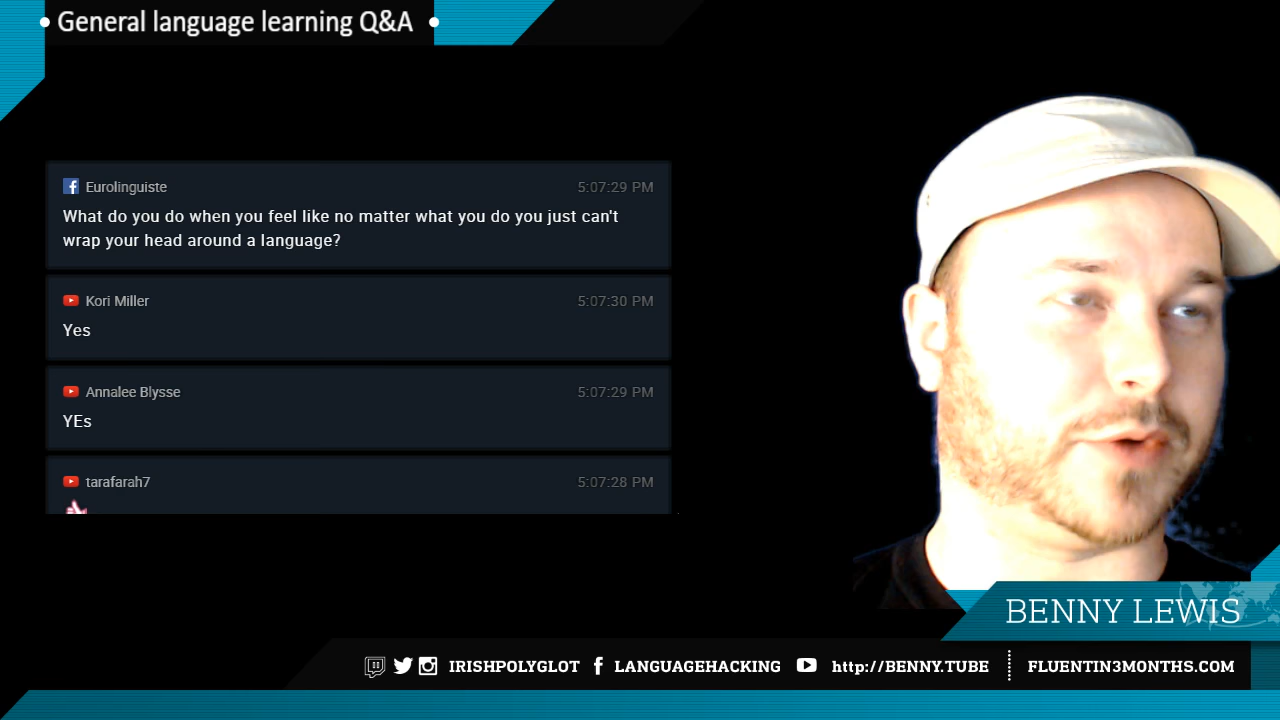 General language learning Q&A
Eurolinguiste 5:07:29 PM
What do you do when you feel like no matter what you do you just can't
wrap your head around a language?
Kori Miller 5:07:30 PM
Yes
Annalee Blysse 5:07:29 PM
YEs
tarafarah7 5:07:28 PM
BENNY LEWIS
IRISHPOLYGLOT LANGUAGEHACKING http://BENNY.TUBE FLUENTIN3MONTHS.COM